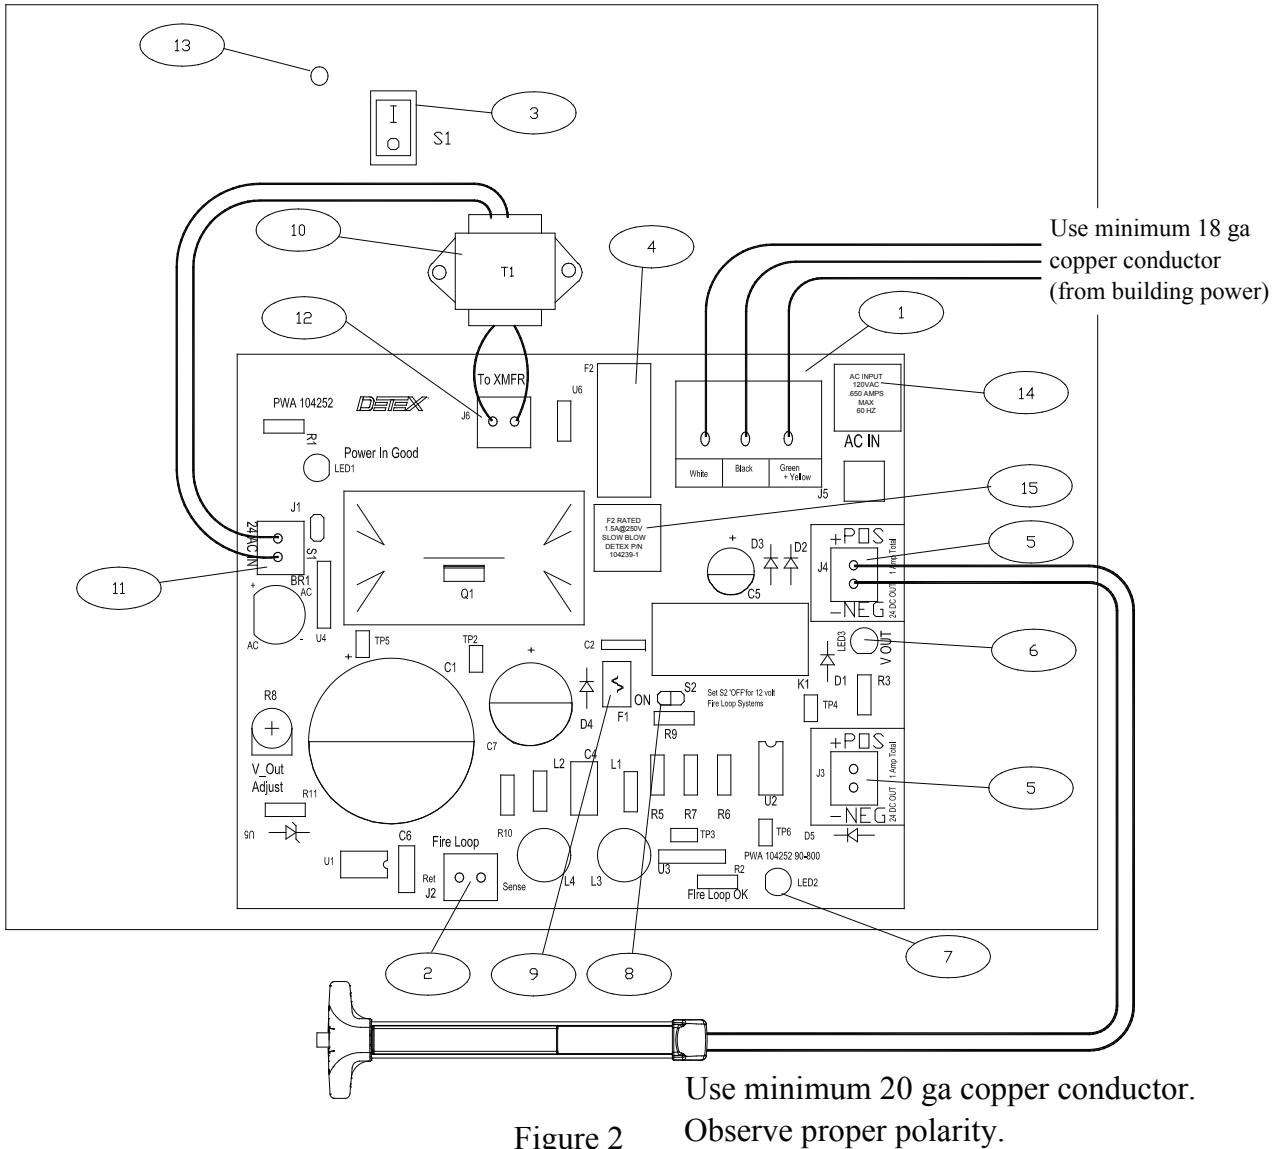 13
3
I
O
S1
10
T1
4
Use minimum 18 ga
copper conductor
(from building power)
12
1
14
To XMFR
F2
U6
J6
PWA 104252
DETEX
R1
Power In Good
LED1
AC INPUT
120VAC
.650 AMPS
MAX
60 HZ
AC IN
White
Black
Green
+ Yellow
J5
15
J1
24 AC IN
S1
F2 RATED
1.5A@250V
SLOW BLOW
DETEX P/N
104239-1
+
D3
D2
C5
+POS
J4
-NEG
24 DC OUT 1 Amp Total
5
11
BR1
AC
+
AC
-
U4
Q1
TP5
TP2
C2
LED3
V OUT
6
+
C1
+
C7
D4
F1
ON
S2
Set S2 'OFF'for 12 volt
Fire Loop Systems
R9
K1
D1
R3
TP4
R8
V_Out
Adjust
R11
U5
L2
C4
L1
R10
R5
R7
R6
U2
+POS
J3
-NEG
24 DC OUT 1 Amp Total
5
TP3
TP6
D5
U1
C6
Fire Loop
Ret
J2
Sense
L4
L3
U3
R2
Fire Loop OK
PWA 104252 90-800
LED2
2
9
8
7
Use minimum 20 ga copper conductor.
Observe proper polarity.
Figure 2